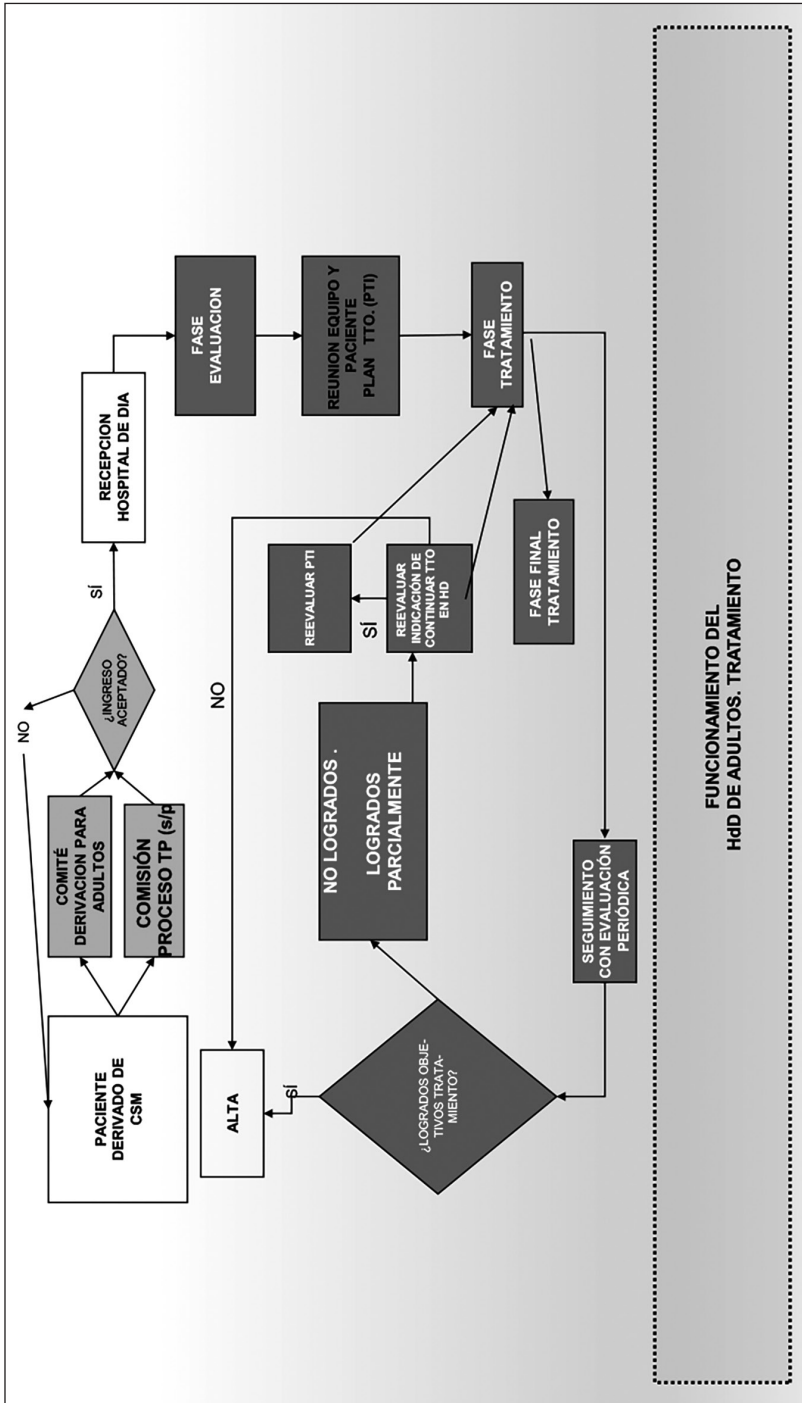 PACIENTE
DERIVADO DE
CSM
COMITÉ
DERIVACION PARA
ADULTOS
COMISIÓN
PROCESO TP (s/p
¿INGRESO
ACEPTADO?
NO
SÍ
RECEPCION
HOSPITAL DE DIA
FASE
EVALUACION
REUNION EQUIPO Y
PACIENTE
PLAN TTO. (PTI)
FASE
TRATAMIENTO
FASE FINAL
TRATAMIENTO
SEGUIMIENTO
CON EVALUACIÓN
PERIÓDICA
¿LOGRADOS OBJE-
TIVOS TRATA-
MIENTO?
SÍ
ALTA
NO LOGRADOS .
LOGRADOS
PARCIALMENTE
REEVALUAR
INDICACIÓN DE
CONTINUAR TTO
EN HD
SÍ
REEVALUAR PTI
NO
FUNCIONAMIENTO DEL
HdD DE ADULTOS. TRATAMIENTO